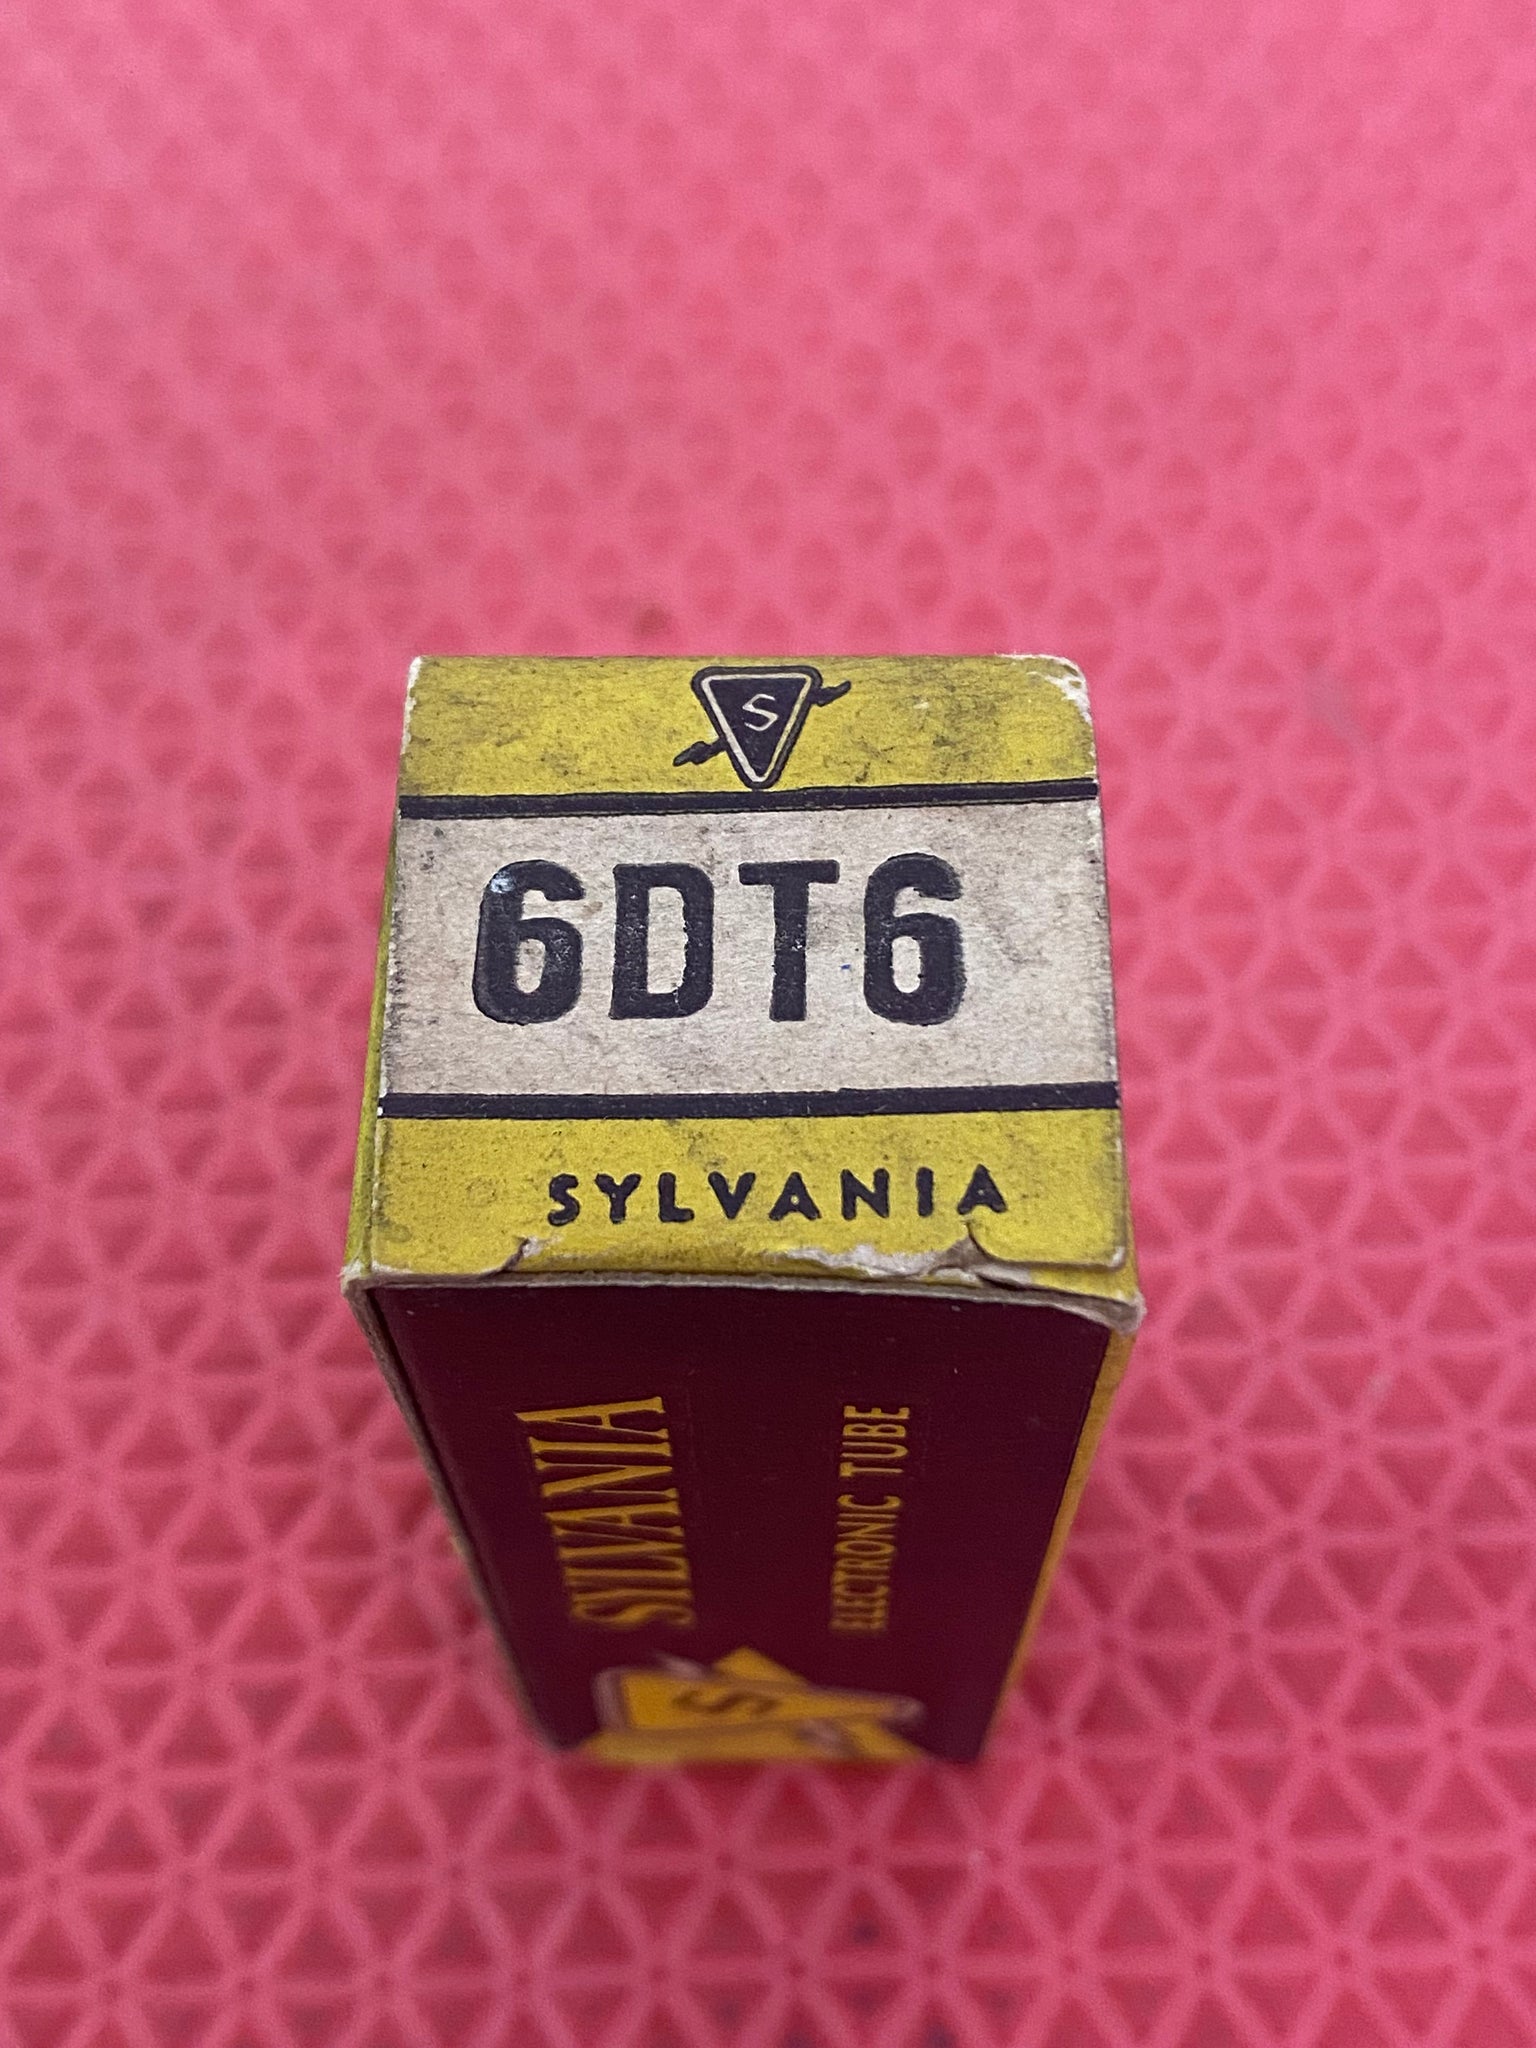 S
6DT6
SYLVANIA
SYLVANIA
ELECTRONIC TUBE
S